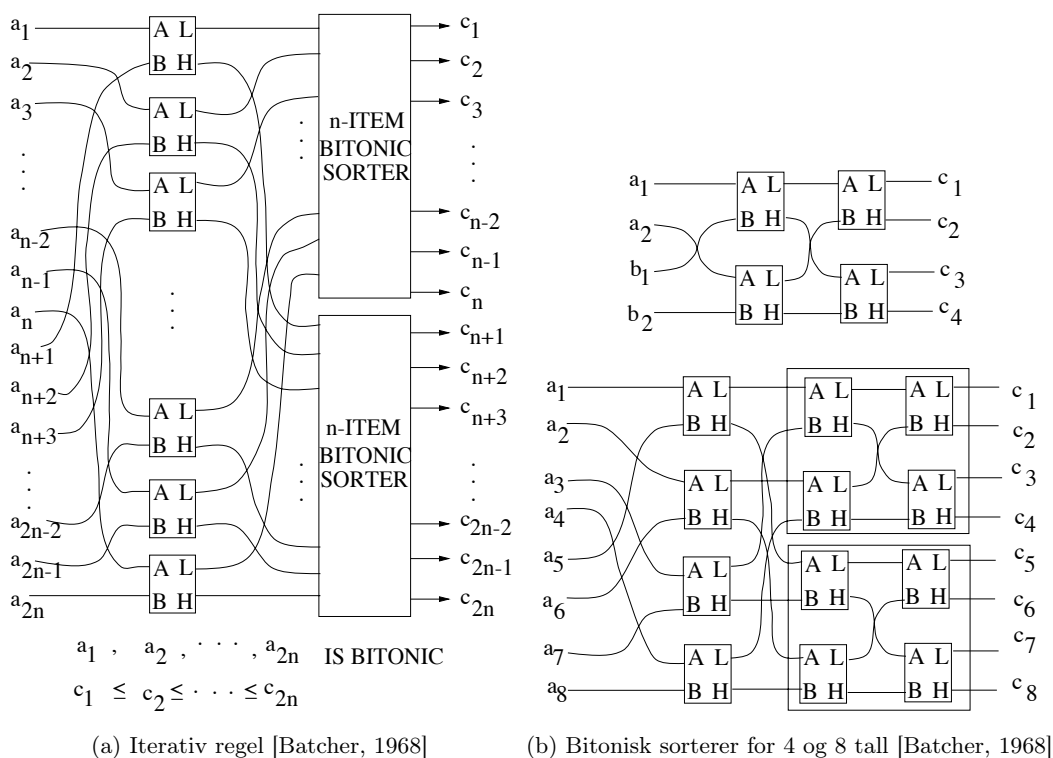 a1
a2
a3
. . .
an-2
an-1
an
an+1
an+2
an+3
. . .
a2n-2
a2n-1
a2n
A L
B H
A L
B H
A L
B H
. . .
A L
B H
A L
B H
A L
B H
. . .
n-ITEM
BITONIC
SORTER
. . .
n-ITEM
BITONIC
SORTER
c1
c2
c3
. . .
cn-2
cn-1
cn
cn+1
cn+2
cn+3
. . .
c2n-2
c2n-1
c2n
a1 , a2 , · · · , a2n IS BITONIC
c1 ≤ c2 ≤ · · · ≤ c2n
(a) Iterativ regel [Batcher, 1968]
a1
a2
b1
b2
A L
B H
A L
B H
A L
B H
A L
B H
c1
c2
c3
c4
a1
a2
a3
a4
a5
a6
a7
a8
A L
B H
A L
B H
A L
B H
A L
B H
A L
B H
A L
B H
A L
B H
A L
B H
A L
B H
A L
B H
A L
B H
A L
B H
c1
c2
c3
c4
c5
c6
c7
c8
(b) Bitonisk sorterer for 4 og 8 tall [Batcher, 1968]